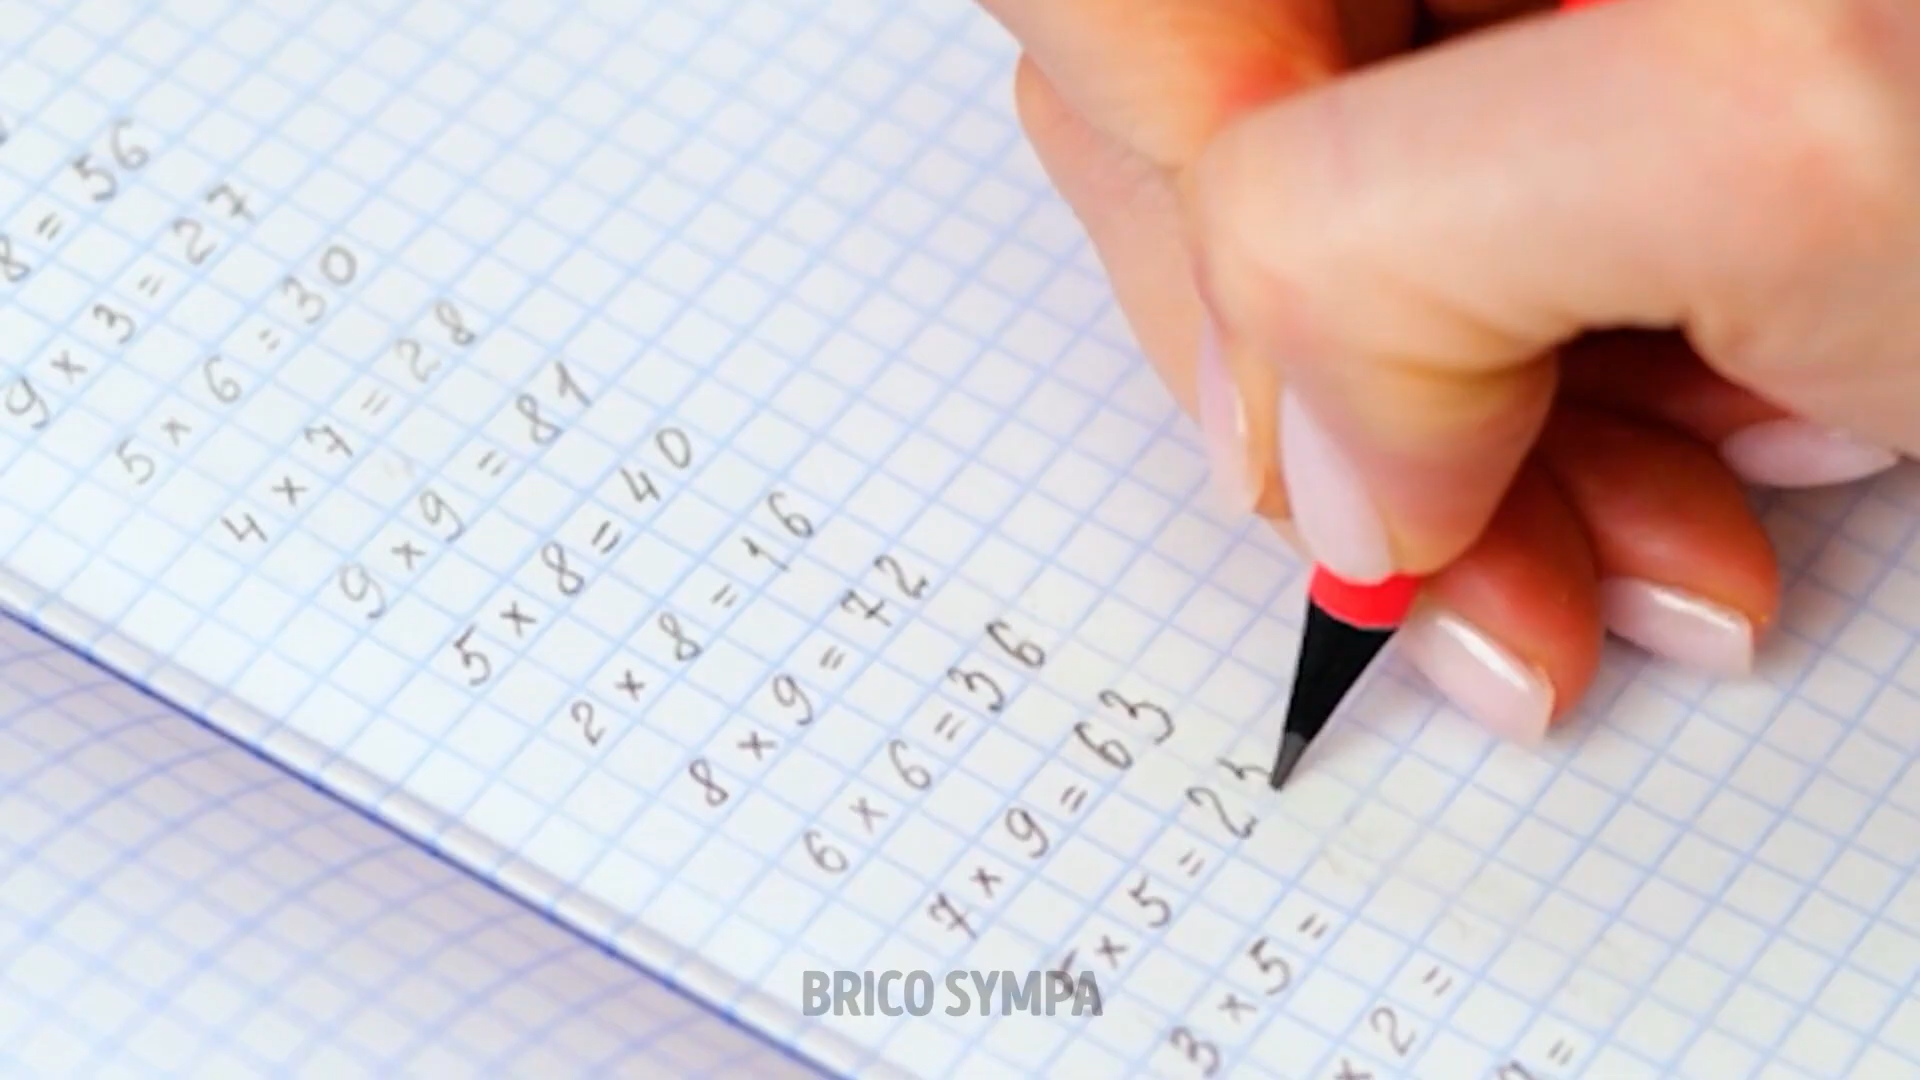 8 = 56
9 x 3 = 27
5 x 6 = 30
4 x 7 = 28
9 x 9 = 81
5 x 8 = 40
2 x 8 = 16
8 x 9 = 72
6 x 6 = 36
7 x 9 = 63
5 x 5 = 2
3 x 5 =
x 2 =
=
BRICO SYMPA